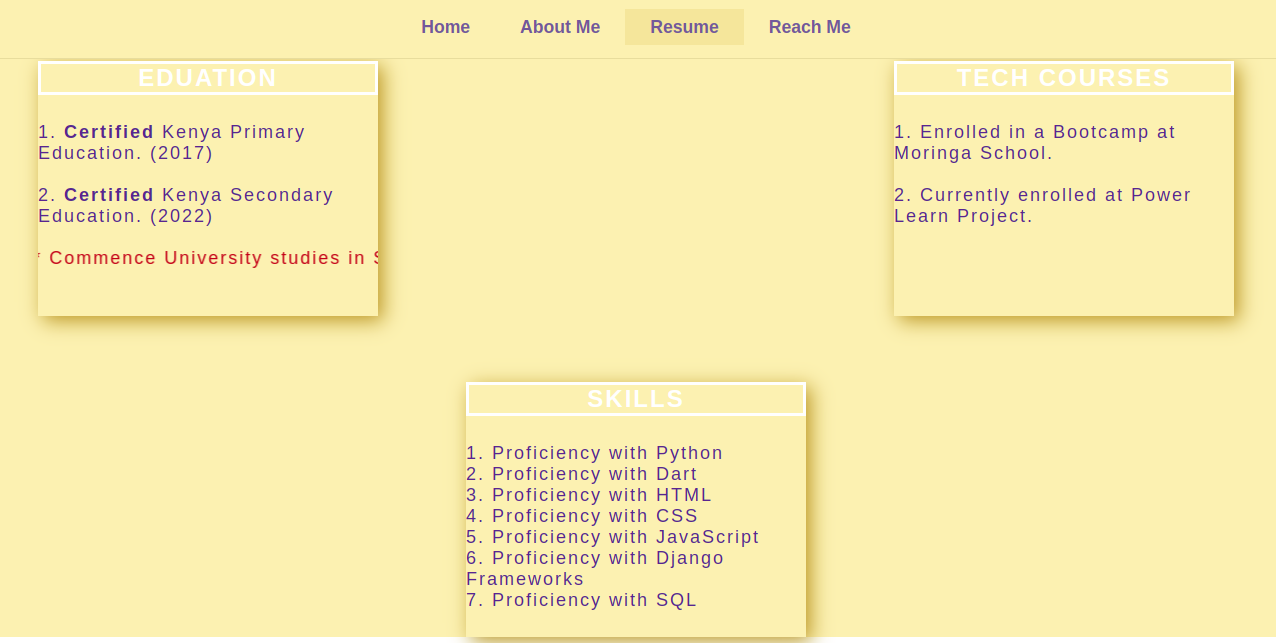 Home About Me Resume Reach Me
EDUATION
1. Certified Kenya Primary
Education. (2017)
2. Certified Kenya Secondary
Education. (2022)
* Commence University studies in
TECH COURSES
1. Enrolled in a Bootcamp at
Moringa School.
2. Currently enrolled at Power
Learn Project.
SKILLS
1. Proficiency with Python
2. Proficiency with Dart
3. Proficiency with HTML
4. Proficiency with CSS
5. Proficiency with JavaScript
6. Proficiency with Django
Frameworks
7. Proficiency with SQL